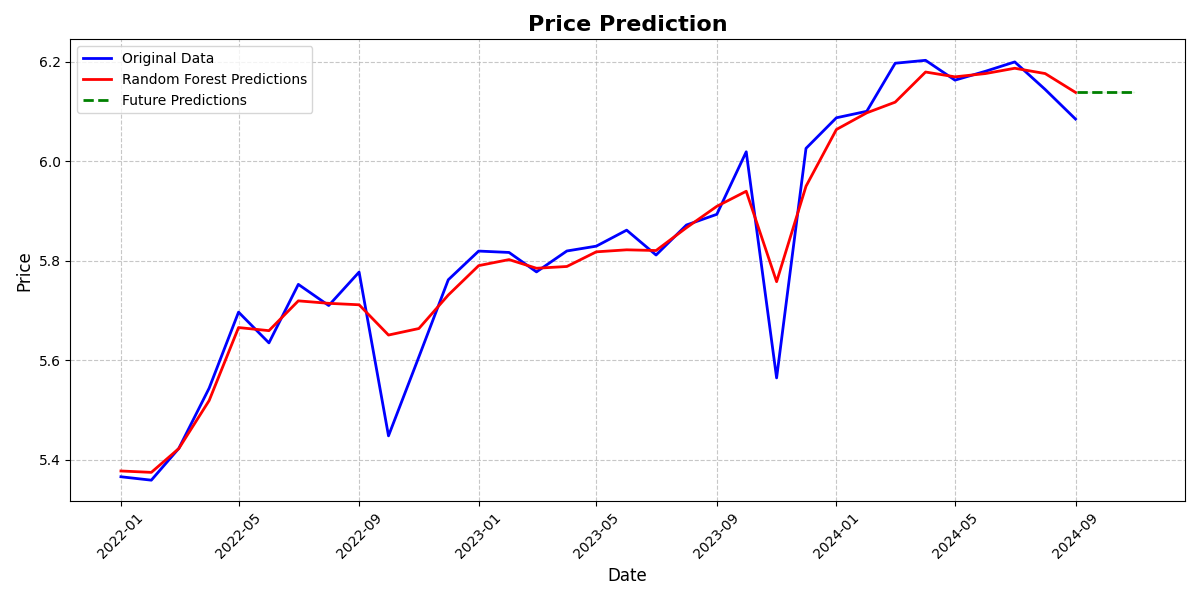 Price Prediction
Original Data
Random Forest Predictions
Future Predictions
Price
6.2
6.0
5.8
5.6
5.4
2022-01
2022-05
2022-09
2023-01
2023-05
2023-09
2024-01
2024-05
2024-09
Date